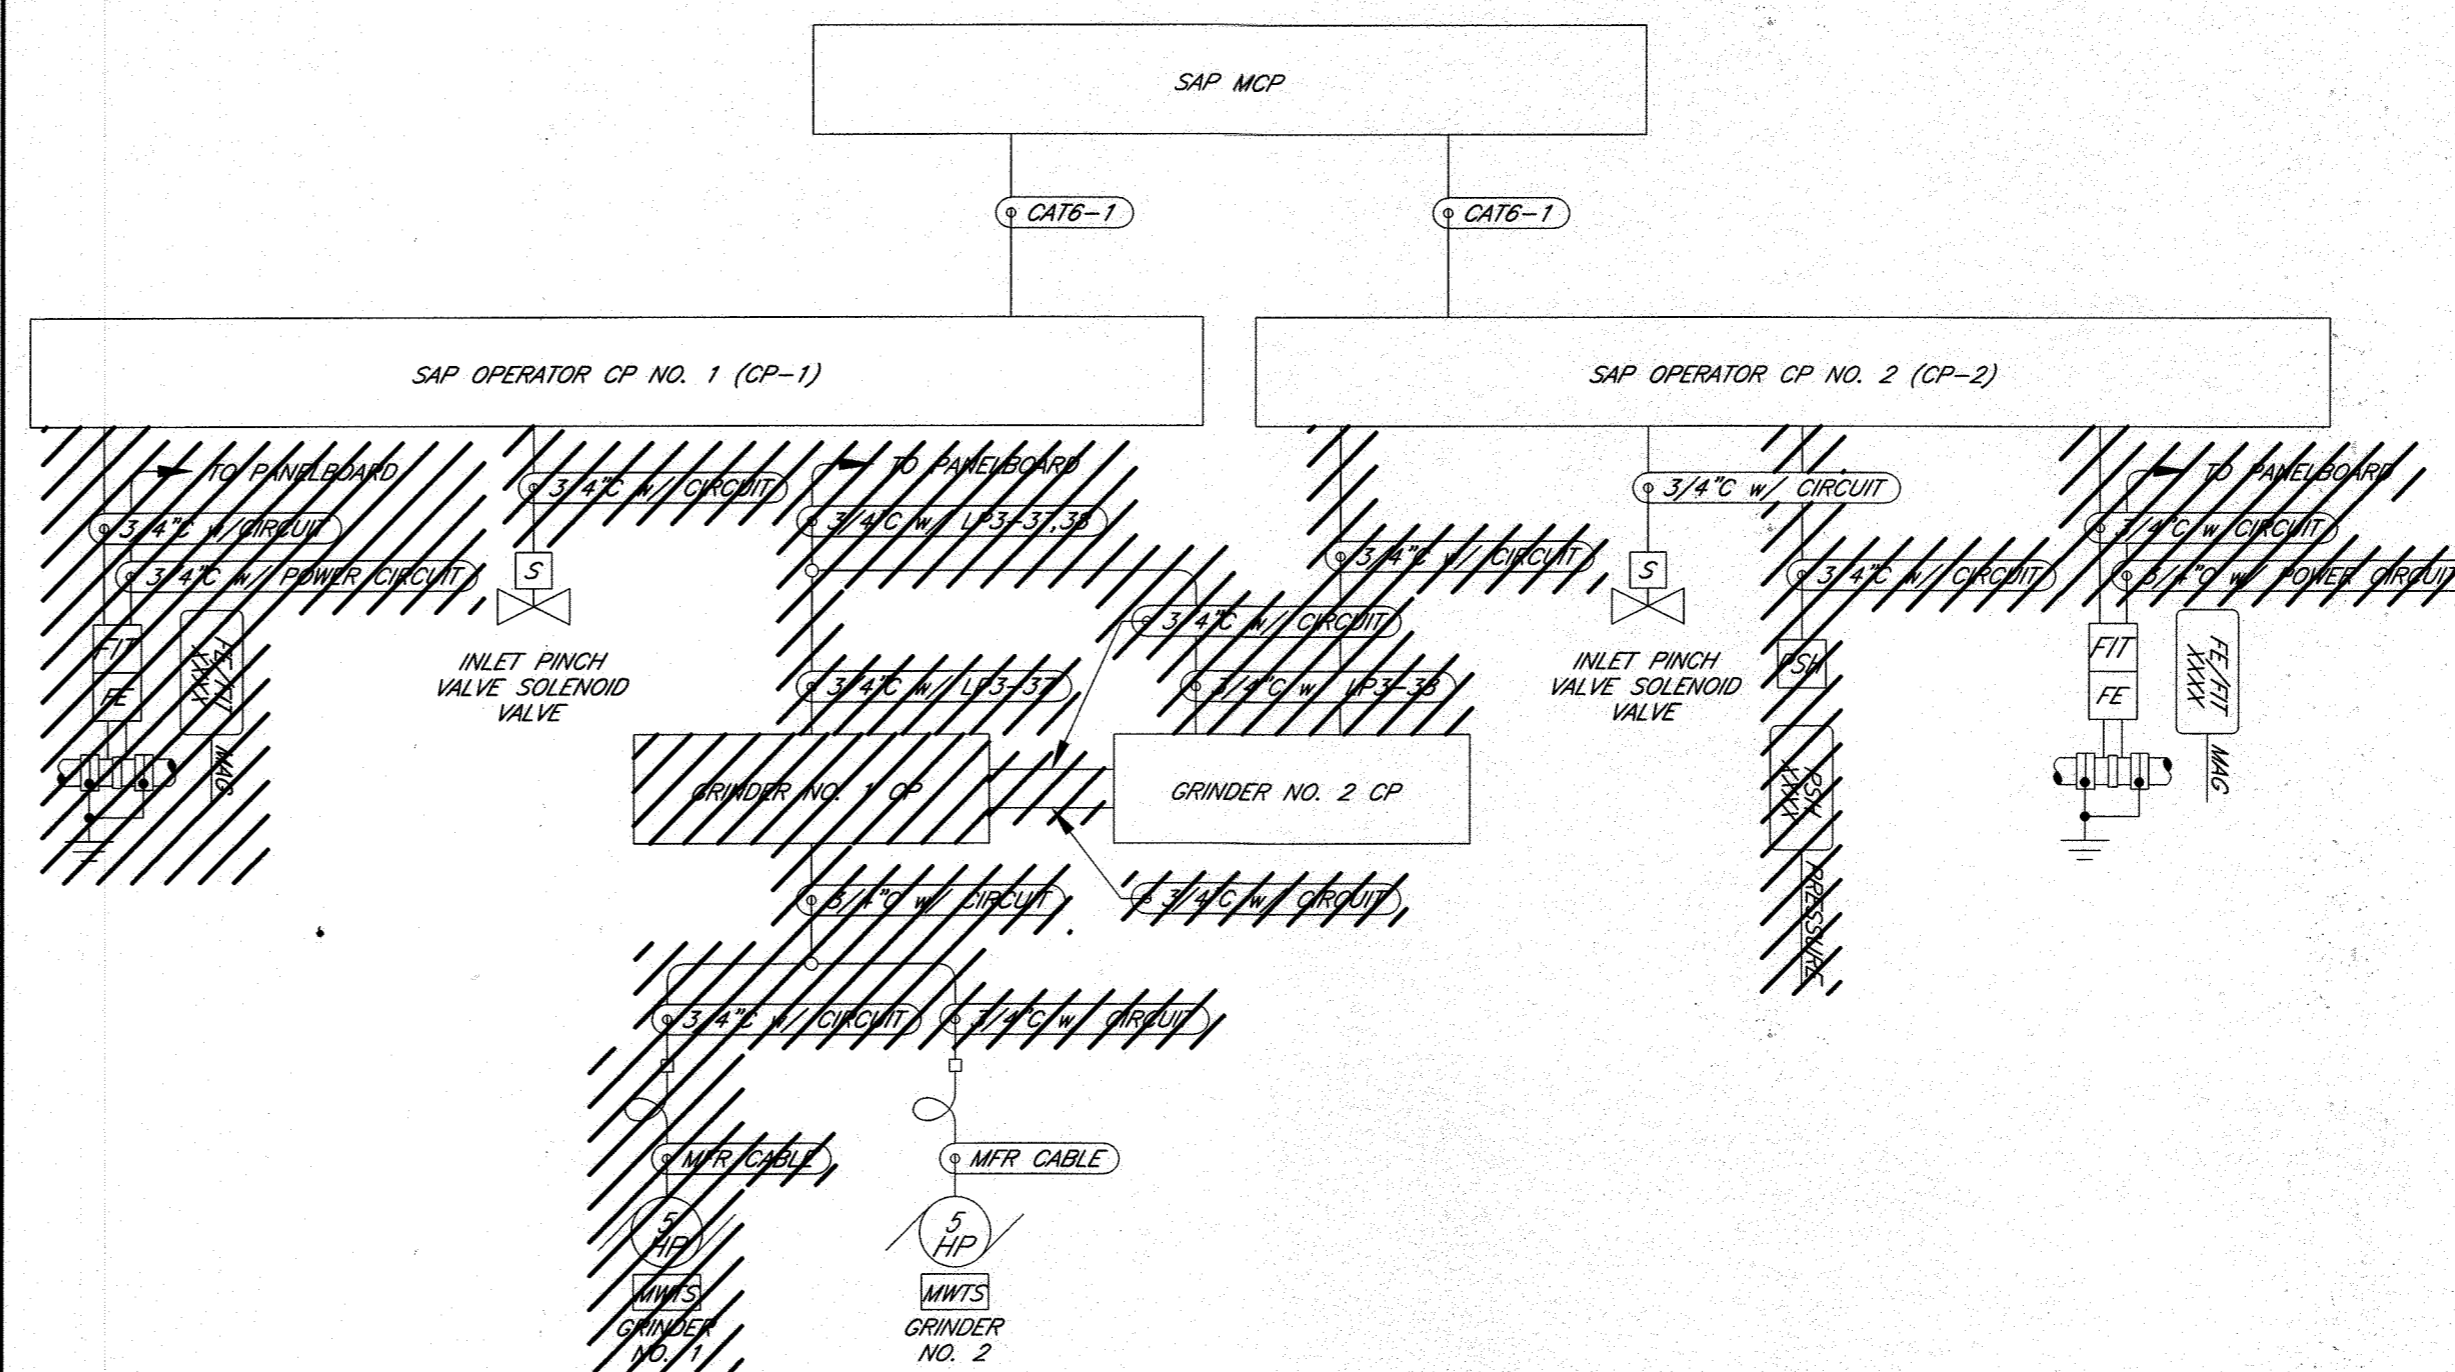 SAP MCP
CAT6-1
CAT6-1
SAP OPERATOR CP NO. 1 (CP-1)
SAP OPERATOR CP NO. 2 (CP-2)
TO PANELBOARD
3/4"C w/CIRCUIT
3/4"C w/ POWER CIRCUIT
FIT
FE
FE/FIT
XXXX
MAG
3/4"C w/ CIRCUIT
S
INLET PINCH
VALVE SOLENOID
VALVE
TO PANELBOARD
3/4"C w/ LP3-37,38
3/4"C w/ LP3-37
3/4"C w/ CIRCUIT
3/4"C w/ CIRCUIT
3/4"C w/ LP3-38
GRINDER NO. 1 CP
GRINDER NO. 2 CP
3/4"C w/ CIRCUIT
3/4"C w/ CIRCUIT
3/4"C w/ CIRCUIT
3/4"C w/ CIRCUIT
MFR CABLE
MFR CABLE
5
HP
5
HP
MWTS
MWTS
GRINDER
NO. 1
GRINDER
NO. 2
3/4"C w/ CIRCUIT
S
INLET PINCH
VALVE SOLENOID
VALVE
3/4"C w/ CIRCUIT
PSH
PSH
XXXX
PRESSURE
TO PANELBOARD
3/4"C w/ CIRCUIT
3/4"C w/ POWER CIRCUIT
FIT
FE
FE/FIT
XXXX
MAG